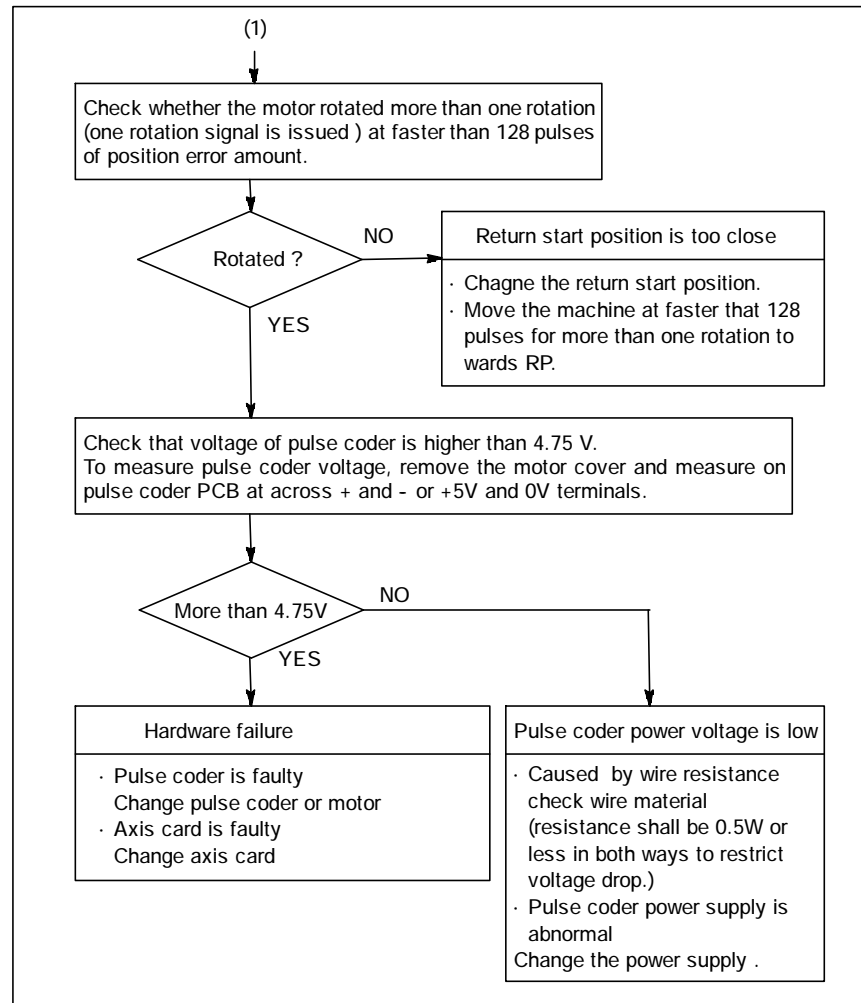 (1)
Check whether the motor rotated more than one rotation
(one rotation signal is issued ) at faster than 128 pulses
of position error amount.
Rotated ?
NO
Return start position is too close
· Chagne the return start position.
· Move the machine at faster that 128
pulses for more than one rotation to
wards RP.
YES
Check that voltage of pulse coder is higher than 4.75 V.
To measure pulse coder voltage, remove the motor cover and measure on
pulse coder PCB at across + and - or +5V and 0V terminals.
More than 4.75V
NO
YES
Hardware failure
· Pulse coder is faulty
Change pulse coder or motor
· Axis card is faulty
Change axis card
Pulse coder power voltage is low
· Caused by wire resistance
check wire material
(resistance shall be 0.5W or
less in both ways to restrict
voltage drop.)
· Pulse coder power supply is
abnormal
Change the power supply .